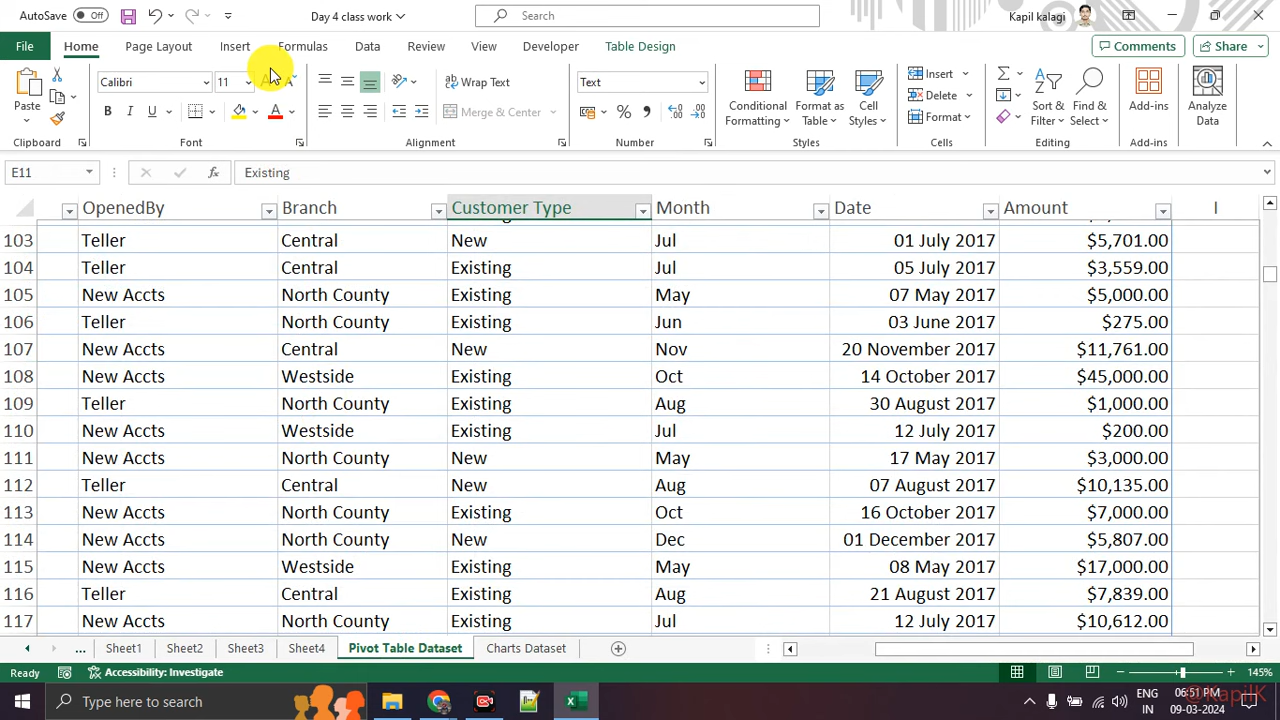 AutoSave Off Day 4 class work Search Kapil kalagi
File Home Insert Page Layout Formulas Data Review View Developer Table Design Comments Share
Paste Calibri 11 B I U Wrap Text Merge & Center Text % , Conditional Formatting Format as Table Cell Styles Insert Delete Format Sort & Filter Find & Select Add-ins Analyze Data
Clipboard Font Alignment Number Styles Cells Editing Add-ins
E11 fx Existing
OpenedBy Branch Customer Type Month Date Amount I
103 Teller Central New Jul 01 July 2017 $5,701.00
104 Teller Central Existing Jul 05 July 2017 $3,559.00
105 New Accts North County Existing May 07 May 2017 $5,000.00
106 Teller North County Existing Jun 03 June 2017 $275.00
107 New Accts Central New Nov 20 November 2017 $11,761.00
108 New Accts Westside Existing Oct 14 October 2017 $45,000.00
109 Teller North County Existing Aug 30 August 2017 $1,000.00
110 New Accts Westside Existing Jul 12 July 2017 $200.00
111 New Accts North County New May 17 May 2017 $3,000.00
112 Teller Central New Aug 07 August 2017 $10,135.00
113 New Accts North County Existing Oct 16 October 2017 $7,000.00
114 New Accts North County New Dec 01 December 2017 $5,807.00
115 New Accts Westside Existing May 08 May 2017 $17,000.00
116 Teller Central Existing Aug 21 August 2017 $7,839.00
117 New Accts North County Existing Jul 12 July 2017 $10,612.00
... Sheet1 Sheet2 Sheet3 Sheet4 Pivot Table Dataset Charts Dataset
Ready Accessibility: Investigate 145%
Type here to search ENG IN 06:51 PM 09-03-2024
@KapilK